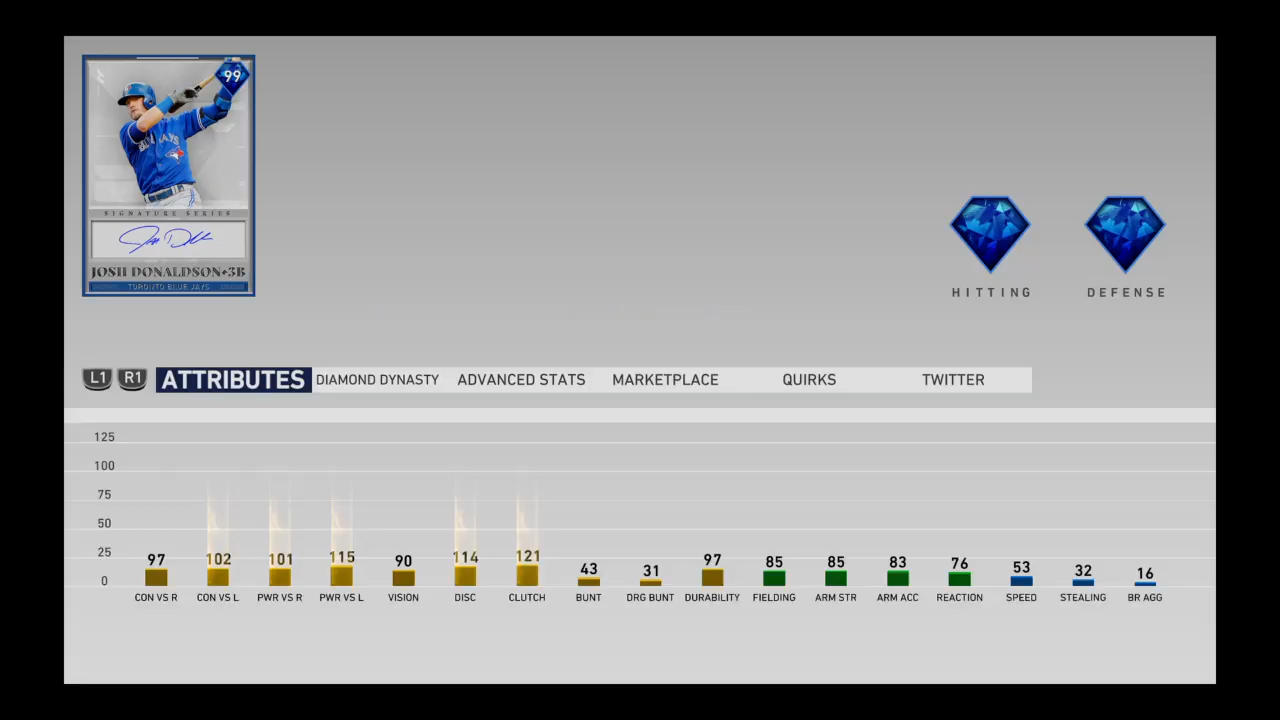 99
BLUE JAYS
SIGNATURE SERIES
JOSH DONALDSON•3B
TORONTO BLUE JAYS
HITTING DEFENSE
L1 R1 ATTRIBUTES DIAMOND DYNASTY ADVANCED STATS MARKETPLACE QUIRKS TWITTER
125
100
75
50
25
0
97 102 101 115 90 114 121 43 31 97 85 85 83 76 53 32 16
CON VS R CON VS L PWR VS R PWR VS L VISION DISC CLUTCH BUNT DRG BUNT DURABILITY FIELDING ARM STR ARM ACC REACTION SPEED STEALING BR AGG